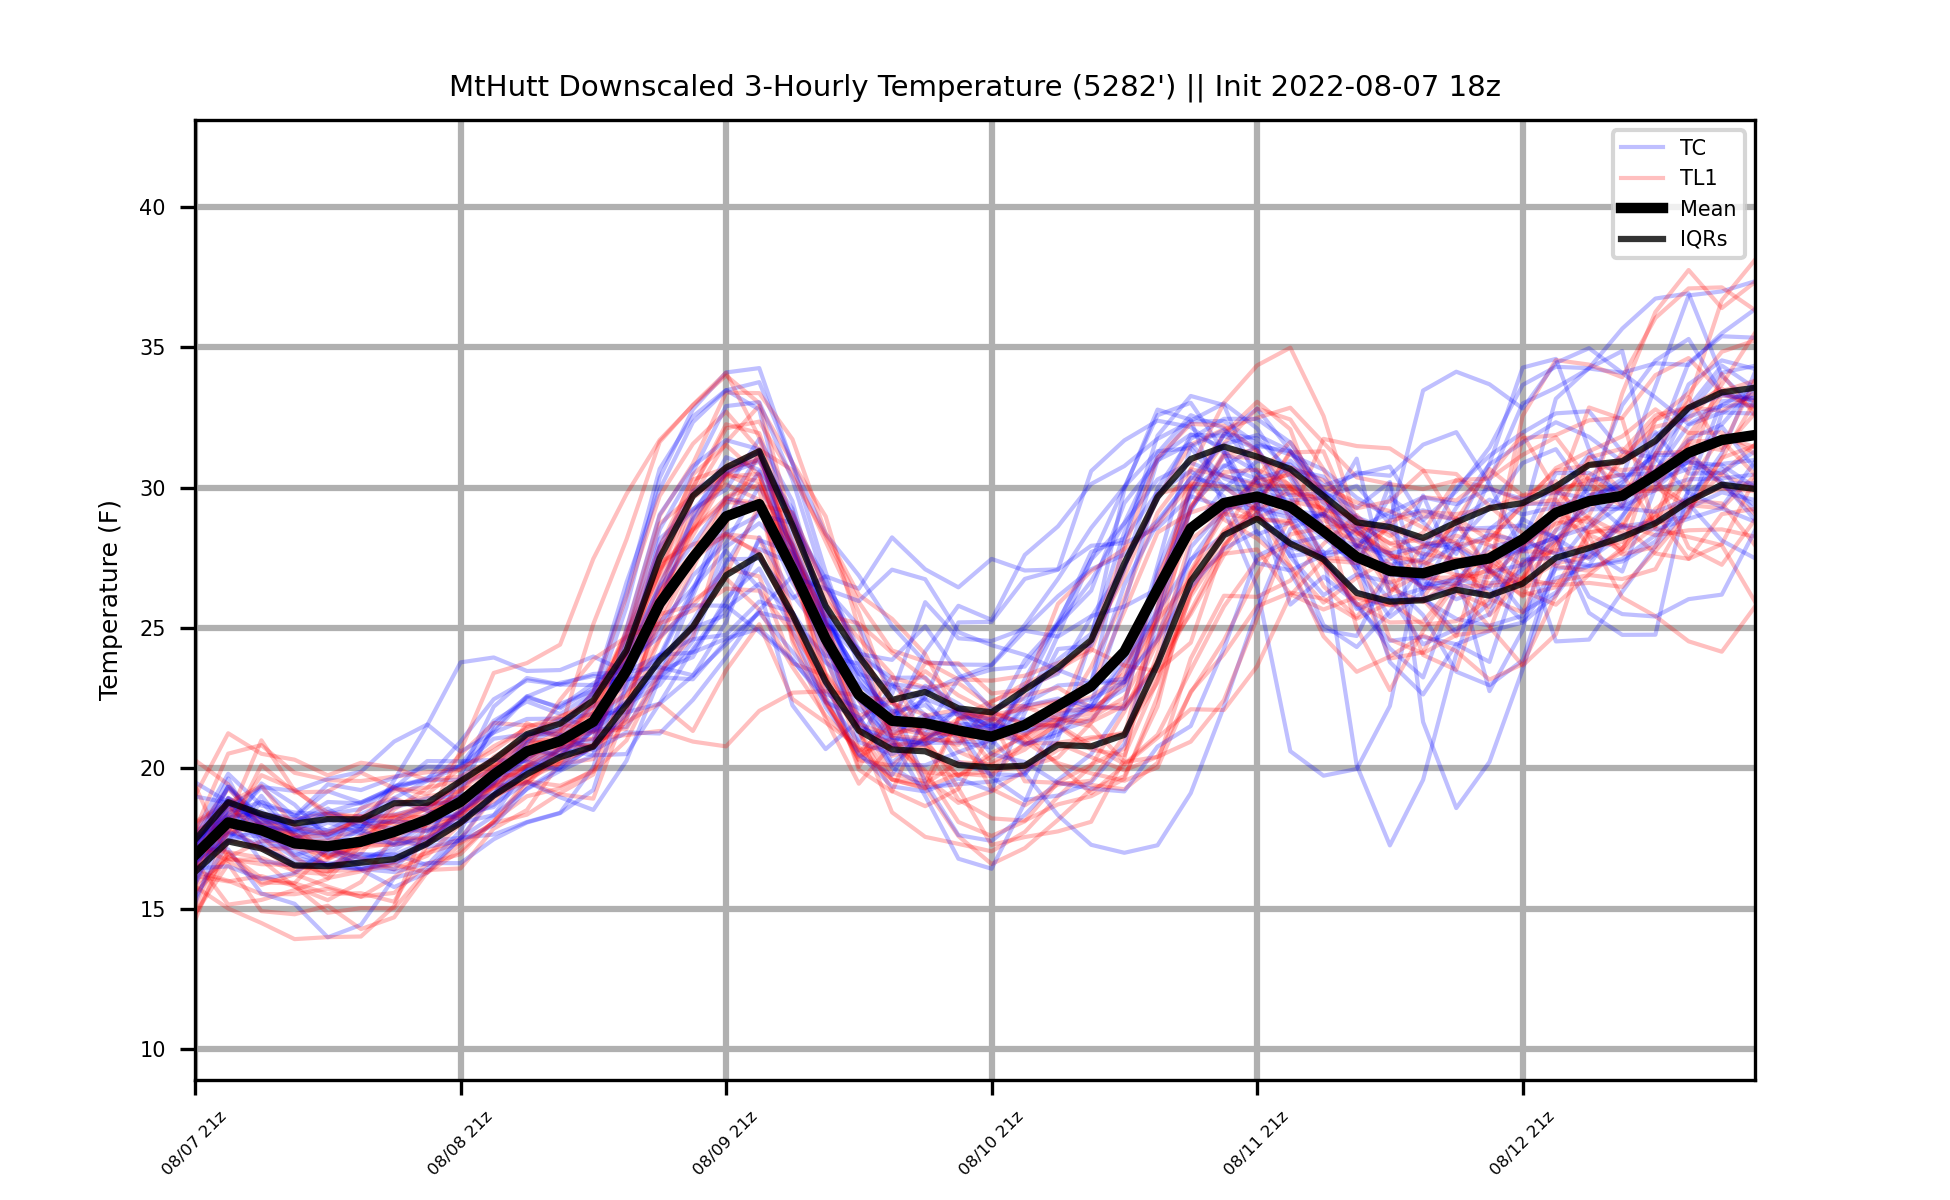 MtHutt Downscaled 3-Hourly Temperature (5282') || Init 2022-08-07 18z
TC
TL1
Mean
IQRs
Temperature (F)
40
35
30
25
20
15
10
08/07 21z
08/08 21z
08/09 21z
08/10 21z
08/11 21z
08/12 21z